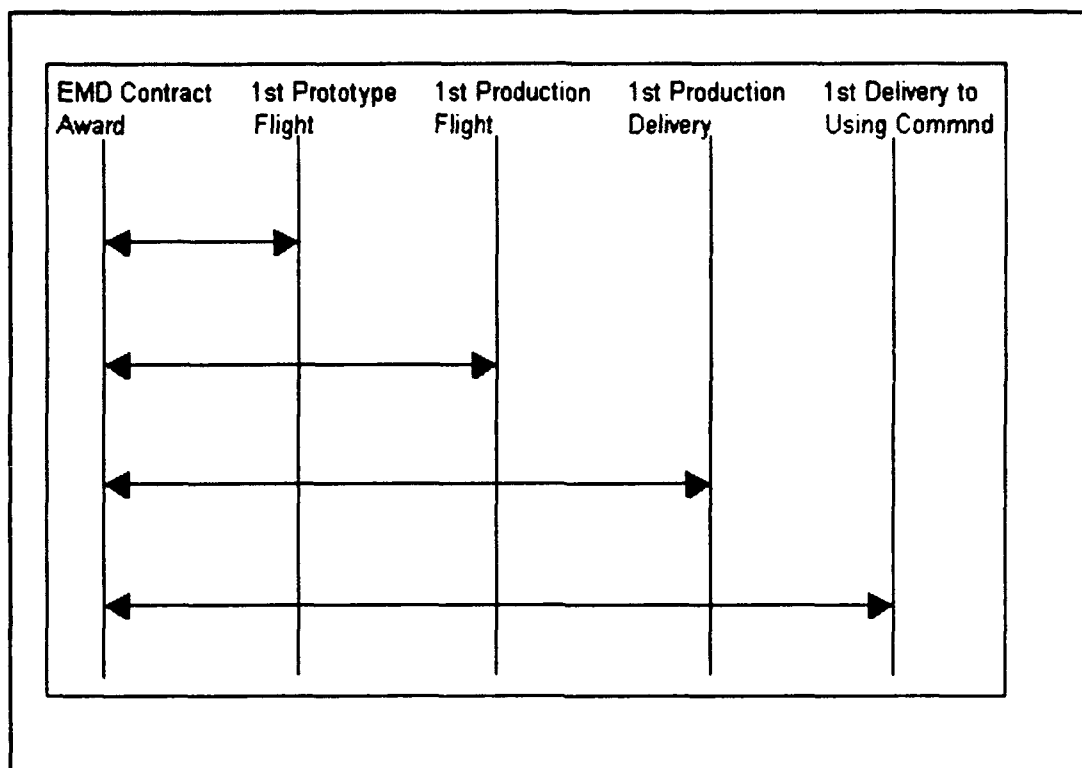 EMD Contract
Award
1st Prototype
Flight
1st Production
Flight
1st Production
Delivery
1st Delivery to
Using Commnd